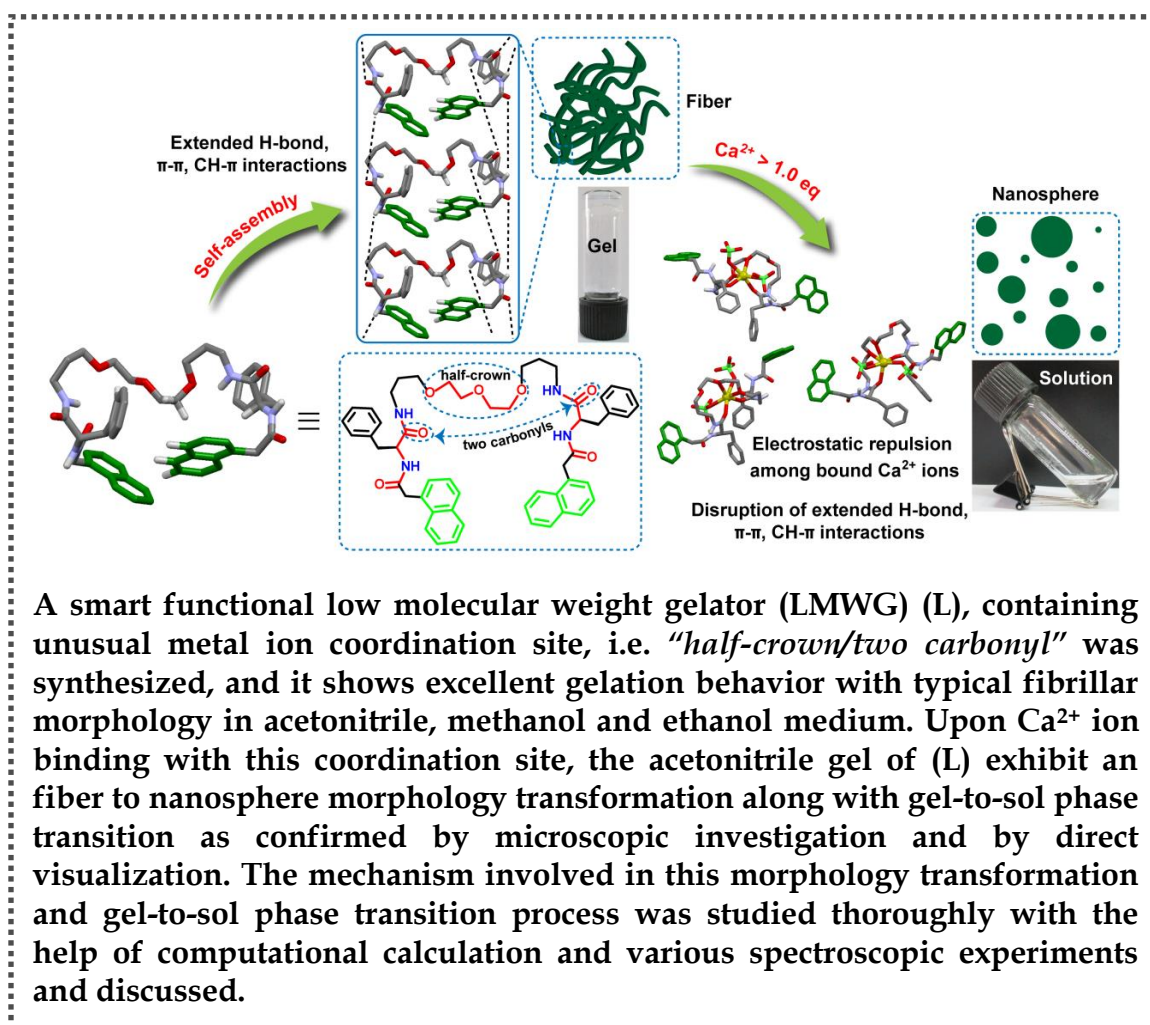 Extended H-bond,
π-π, CH-π interactions
Self-assembly
Fiber
Gel
Ca²⁺ > 1.0 eq
Nanosphere
Solution
Electrostatic repulsion
among bound Ca²⁺ ions
Disruption of extended H-bond,
π-π, CH-π interactions
≡
half-crown
O
O
O
NH
HN
O
O
two carbonyls
NH
HN
O
O
A smart functional low molecular weight gelator (LMWG) (L), containing
unusual metal ion coordination site, i.e. “half-crown/two carbonyl” was
synthesized, and it shows excellent gelation behavior with typical fibrillar
morphology in acetonitrile, methanol and ethanol medium. Upon Ca²⁺ ion
binding with this coordination site, the acetonitrile gel of (L) exhibit an
fiber to nanosphere morphology transformation along with gel-to-sol phase
transition as confirmed by microscopic investigation and by direct
visualization. The mechanism involved in this morphology transformation
and gel-to-sol phase transition process was studied thoroughly with the
help of computational calculation and various spectroscopic experiments
and discussed.